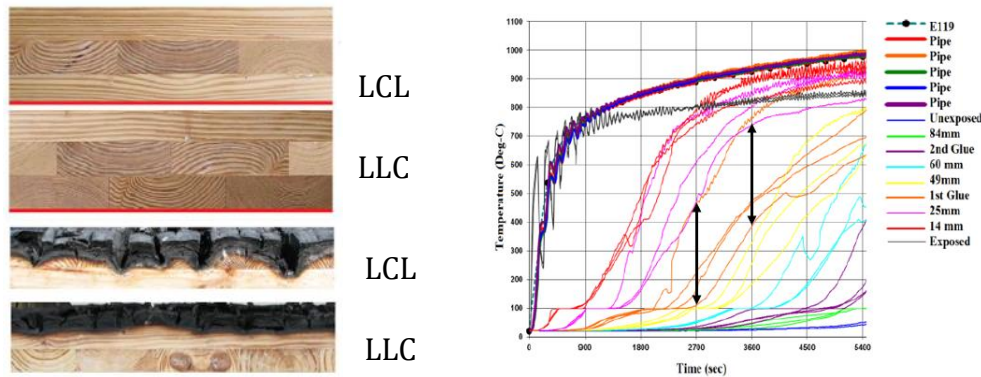 LCL
LLC
LCL
LLC
Temperature (Deg-C)
1100
1000
900
800
700
600
500
400
300
200
100
0
0 900 1800 2700 3600 4500 5400
Time (sec)
E119
Pipe
Pipe
Pipe
Pipe
Pipe
Unexposed
84mm
2nd Glue
60 mm
49mm
1st Glue
25mm
14 mm
Exposed